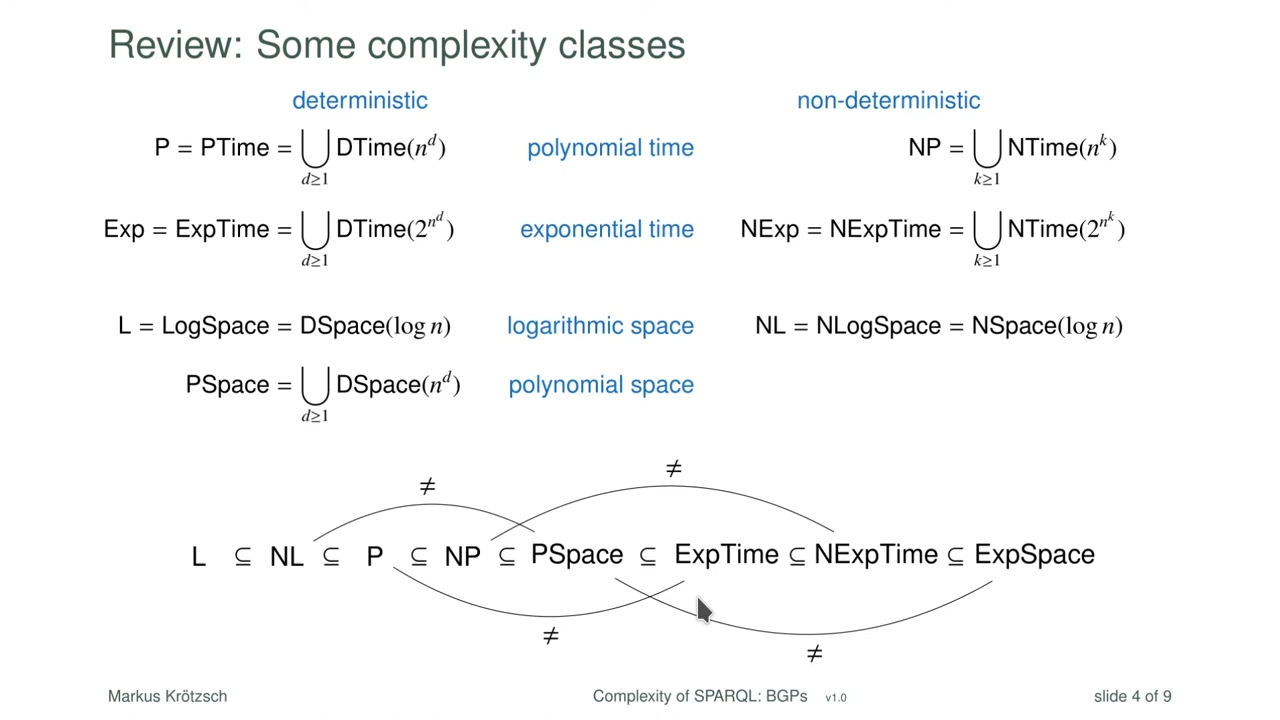 Review: Some complexity classes
deterministic non-deterministic
P = PTime = ⋃_{d≥1} DTime(n^d) polynomial time NP = ⋃_{k≥1} NTime(n^k)
Exp = ExpTime = ⋃_{d≥1} DTime(2^{n^d}) exponential time NExp = NExpTime = ⋃_{k≥1} NTime(2^{n^k})
L = LogSpace = DSpace(log n) logarithmic space NL = NLogSpace = NSpace(log n)
PSpace = ⋃_{d≥1} DSpace(n^d) polynomial space
≠ ≠
L ⊆ NL ⊆ P ⊆ NP ⊆ PSpace ⊆ ExpTime ⊆ NExpTime ⊆ ExpSpace
≠ ≠
Markus Krötzsch Complexity of SPARQL: BGPs v1.0 slide 4 of 9